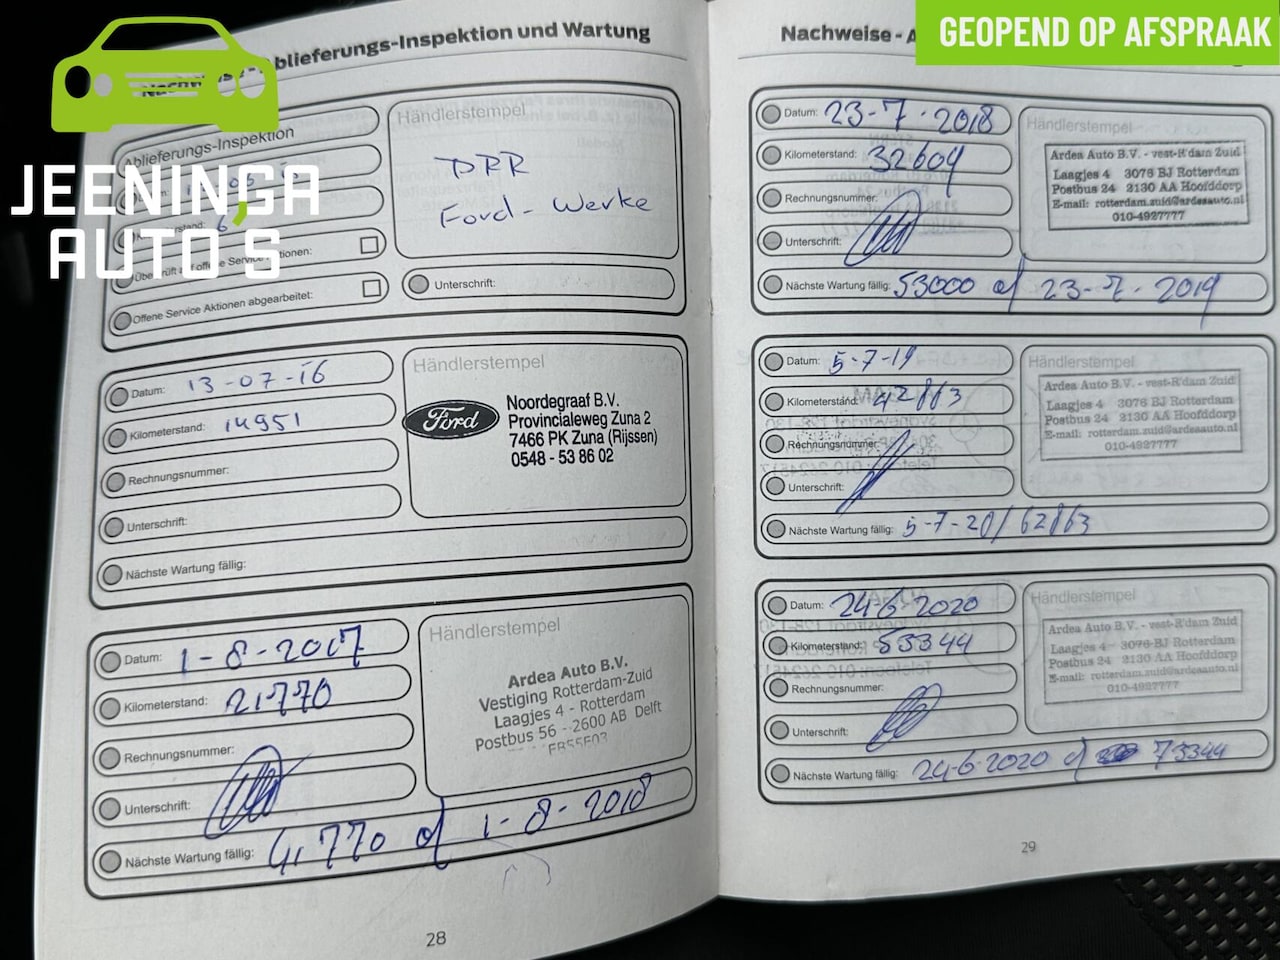 JEENINGA
AUTO'S
GEOPEND OP AFSPRAAK
blieferungs-Inspektion und Wartung
Ablieferungs-Inspektion
Offene Service Aktionen abgearbeitet:
Händlerstempel
DRR
Ford-Werke
Unterschrift:
Datum: 13-07-16
Kilometerstand: 14951
Rechnungsnummer:
Unterschrift:
Nächste Wartung fällig:
Händlerstempel
Ford
Noordegraaf B.V.
Provincialeweg Zuna 2
7466 PK Zuna (Rijssen)
0548 - 53 86 02
Datum: 1-8-2017
Kilometerstand: 21.770
Rechnungsnummer:
Unterschrift:
Nächste Wartung fällig: 41.770 of 1-8-2018
Händlerstempel
Ardea Auto B.V.
Vestiging Rotterdam-Zuid
Laagjes 4 - Rotterdam
Postbus 56 - 2600 AB Delft
28
Nachweise -
Datum: 23-7-2018
Kilometerstand: 32604
Rechnungsnummer:
Unterschrift:
Nächste Wartung fällig: 53000 of 23-7-2019
Händlerstempel
Ardea Auto B.V. - vest-R'dam Zuid
Laagjes 4 3076 BJ Rotterdam
Postbus 24 2130 AA Hoofddorp
E-mail: rotterdam.zuid@ardeaauto.nl
010-4927777
Datum: 5-7-19
Kilometerstand: 42863
Rechnungsnummer:
Unterschrift:
Nächste Wartung fällig: 5-7-20/62863
Händlerstempel
Ardea Auto B.V. - vest-R'dam Zuid
Laagjes 4 3076 BJ Rotterdam
Postbus 24 2130 AA Hoofddorp
E-mail: rotterdam.zuid@ardeaauto.nl
010-4927777
Datum: 24-6-2020
Kilometerstand: 53344
Rechnungsnummer:
Unterschrift:
Nächste Wartung fällig: 24-6-2020 of 73344
Händlerstempel
Ardea Auto B.V. - vest-R'dam Zuid
Laagjes 4 3076 BJ Rotterdam
Postbus 24 2130 AA Hoofddorp
E-mail: rotterdam.zuid@ardeaauto.nl
010-4927777
29